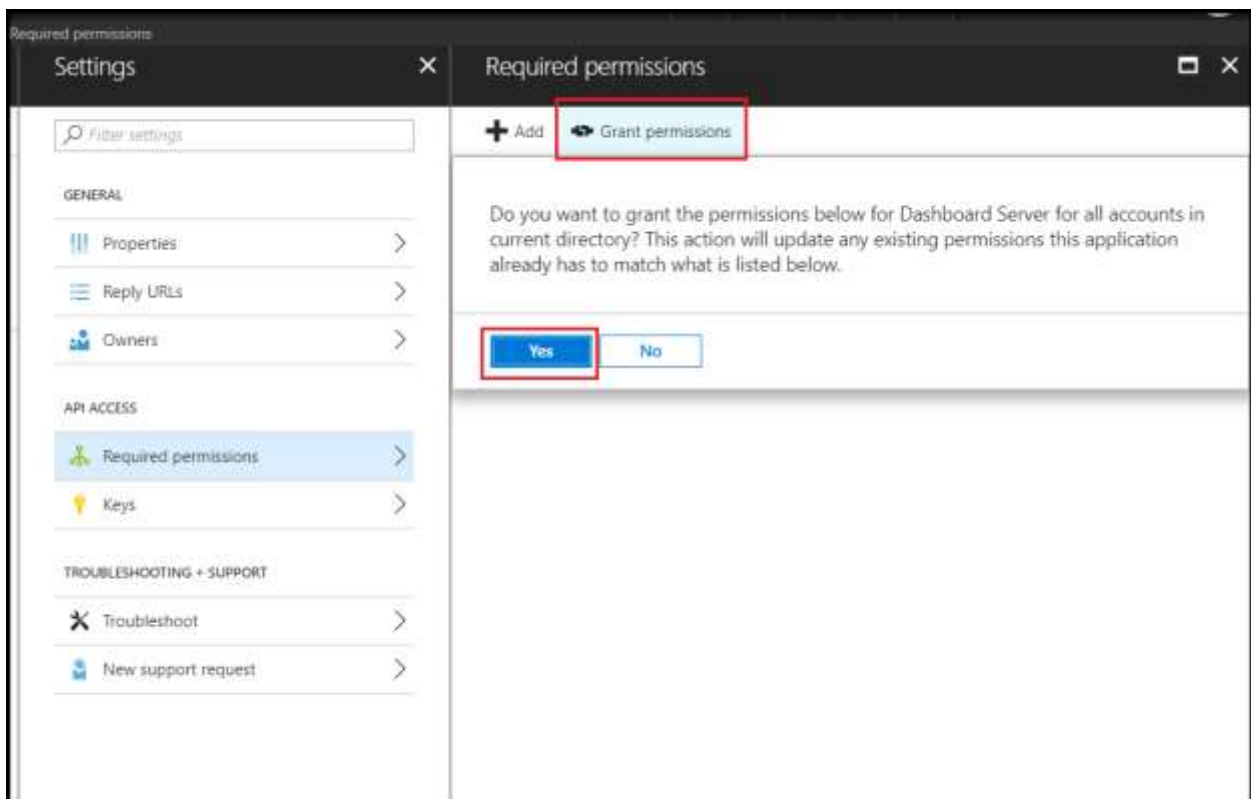 Required permissions
Settings
Filter settings
GENERAL
Properties
Reply URLs
Owners
API ACCESS
Required permissions
Keys
TROUBLESHOOTING + SUPPORT
Troubleshoot
New support request
Required permissions
Add Grant permissions
Do you want to grant the permissions below for Dashboard Server for all accounts in
current directory? This action will update any existing permissions this application
already has to match what is listed below.
Yes No